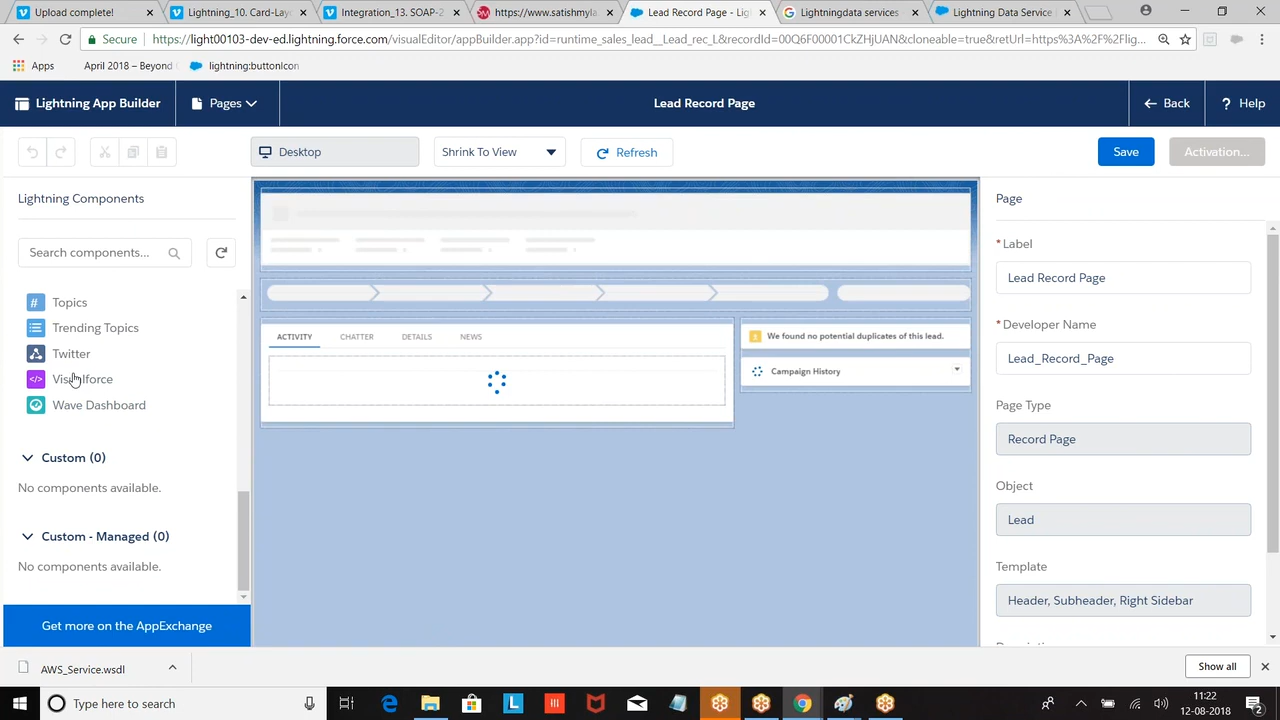 Upload complete!
Lightning_10. Card-Lay
Integration_13. SOAP-2
https://www.satishmyla
Lead Record Page - Lig
Lightningdata services
Lightning Data Service
Secure
https://light00103-dev-ed.lightning.force.com/visualEditor/appBuilder.app?id=runtime_sales_lead__Lead_rec_L&recordId=00Q6F00001CkZHjUAN&cloneable=true&retUrl=https%3A%2F%2Flig...
Apps
April 2018 – Beyond
lightning:buttonIcon
Lightning App Builder
Pages
Lead Record Page
Back
? Help
Desktop
Shrink To View
Refresh
Save
Activation...
Lightning Components
Page
Search components...
*Label
Lead Record Page
# Topics
Trending Topics
Twitter
Visualforce
Wave Dashboard
ACTIVITY
CHATTER
DETAILS
NEWS
We found no potential duplicates of this lead.
Campaign History
*Developer Name
Lead_Record_Page
Page Type
Record Page
Custom (0)
No components available.
Object
Lead
Custom - Managed (0)
No components available.
Template
Header, Subheader, Right Sidebar
Get more on the AppExchange
AWS_Service.wsdl
Show all
Type here to search
11:22
12-08-2018
2